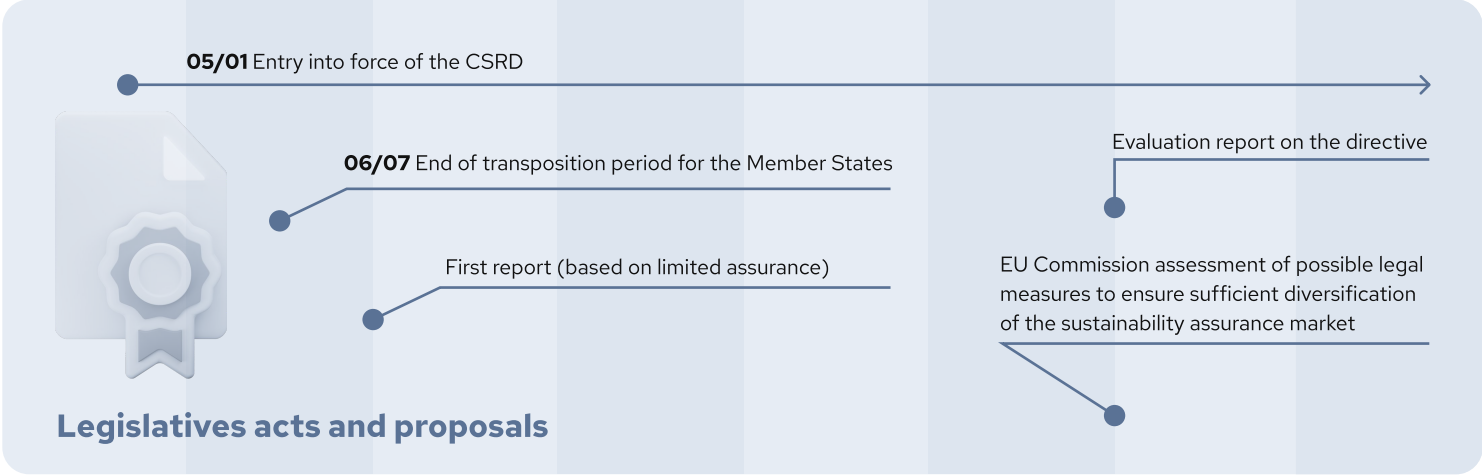 05/01 Entry into force of the CSRD
06/07 End of transposition period for the Member States
First report (based on limited assurance)
Evaluation report on the directive
EU Commission assessment of possible legal
measures to ensure sufficient diversification
of the sustainability assurance market
Legislatives acts and proposals